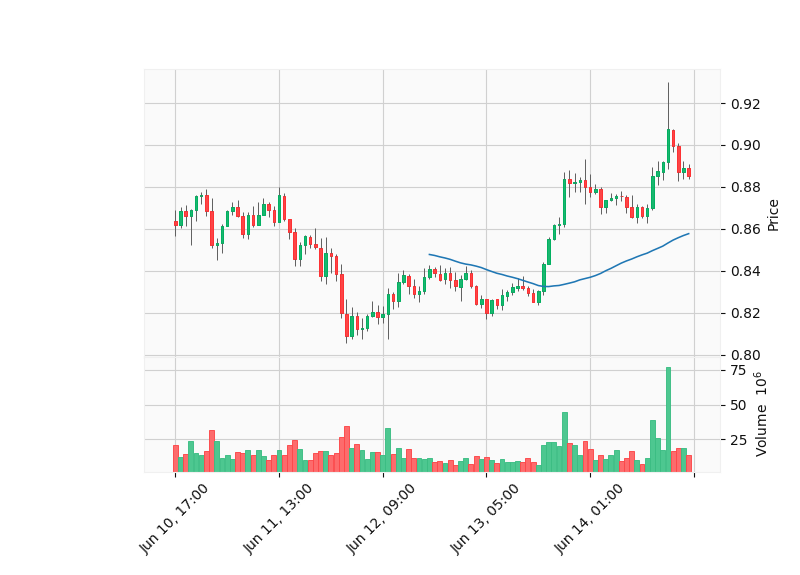 0.92
0.90
0.88
0.86
0.84
0.82
0.80
Price
75
50
25
Volume 10⁶
Jun 10, 17:00
Jun 11, 13:00
Jun 12, 09:00
Jun 13, 05:00
Jun 14, 01:00